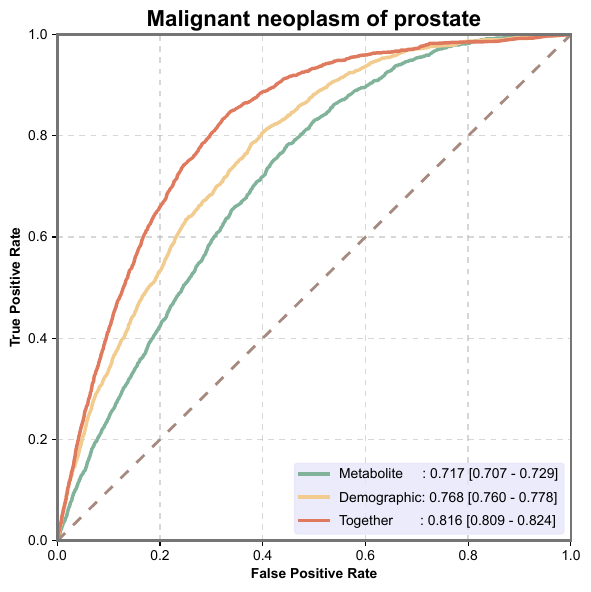 Malignant neoplasm of prostate
True Positive Rate
1.0
0.8
0.6
0.4
0.2
0.0
Metabolite : 0.717 [0.707 - 0.729]
Demographic: 0.768 [0.760 - 0.778]
Together : 0.816 [0.809 - 0.824]
0.0 0.2 0.4 0.6 0.8 1.0
False Positive Rate